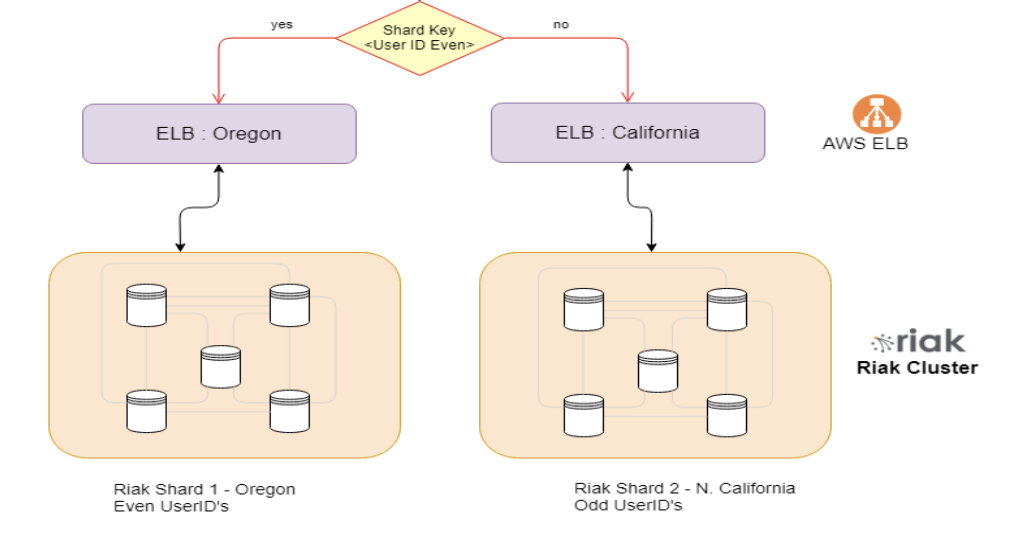 yes
Shard Key
<User ID Even>
no
ELB : Oregon
ELB : California
AWS ELB
riak
Riak Cluster
Riak Shard 1 - Oregon
Even UserID's
Riak Shard 2 - N. California
Odd UserID's